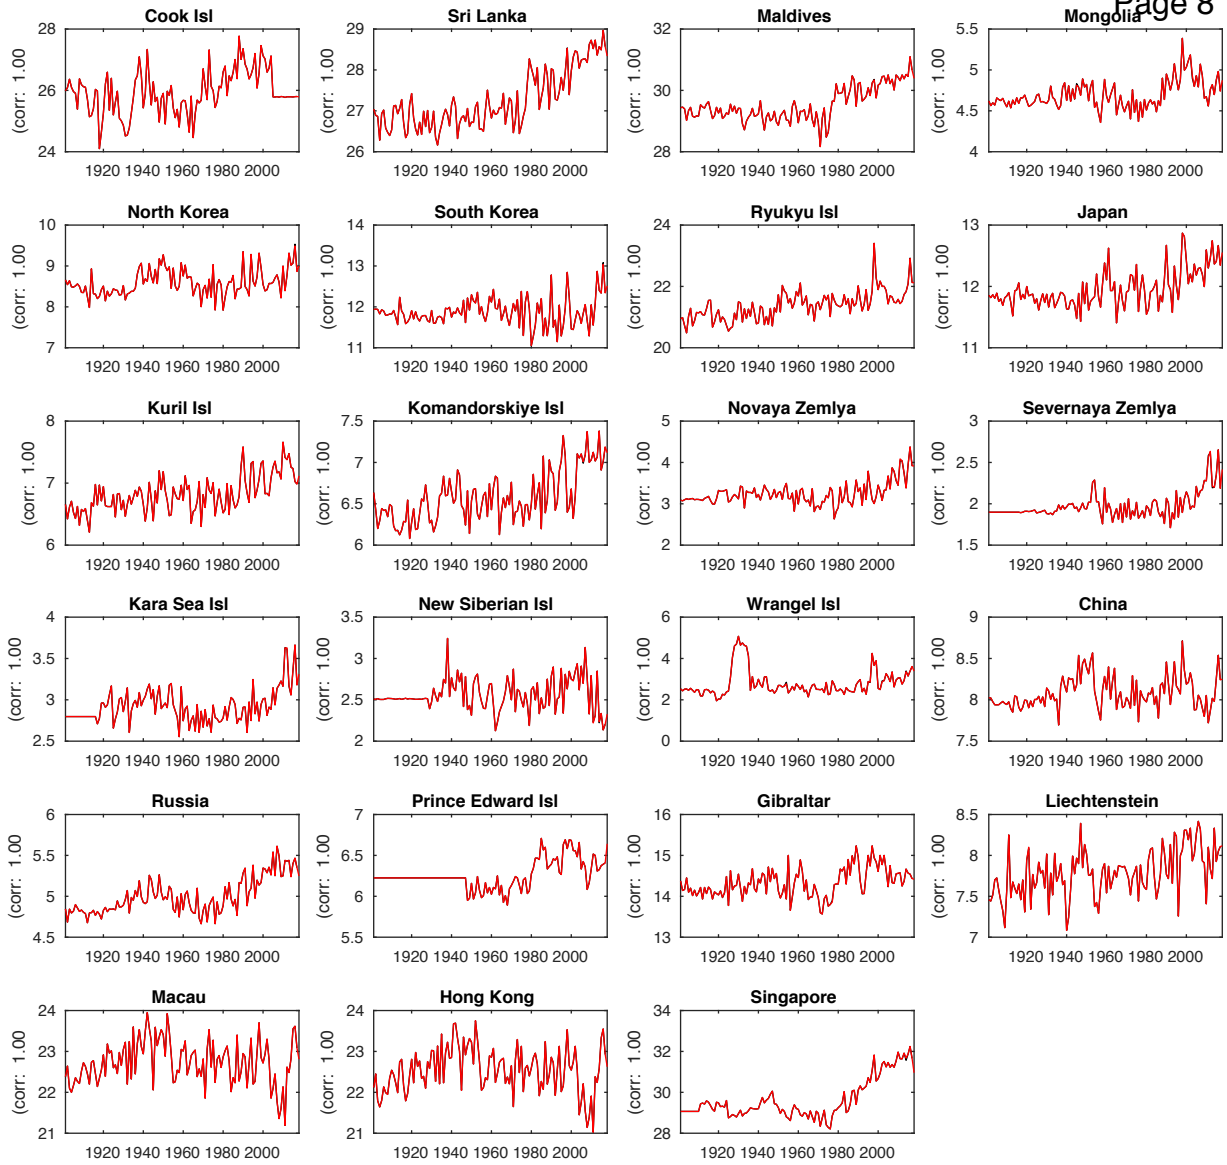 Page 8
Cook Isl Sri Lanka Maldives Mongolia
28 29 32 5.5
(corr: 1.00 (corr: 1.00 (corr: 1.00 (corr: 1.00
28 5
26 27 30 4.5
24 26 28 4
1920 1940 1960 1980 2000 1920 1940 1960 1980 2000 1920 1940 1960 1980 2000 1920 1940 1960 1980 2000
North Korea South Korea Ryukyu Isl Japan
10 14 24 13
(corr: 1.00 (corr: 1.00 (corr: 1.00 (corr: 1.00
9 13 22 12
8 12
7 11 20 11
1920 1940 1960 1980 2000 1920 1940 1960 1980 2000 1920 1940 1960 1980 2000 1920 1940 1960 1980 2000
Kuril Isl Komandorskiye Isl Novaya Zemlya Severnaya Zemlya
8 7.5 5 3
(corr: 1.00 (corr: 1.00 (corr: 1.00 (corr: 1.00
7 7 4 2.5
6.5 3 2
6 6 2 1.5
1920 1940 1960 1980 2000 1920 1940 1960 1980 2000 1920 1940 1960 1980 2000 1920 1940 1960 1980 2000
Kara Sea Isl New Siberian Isl Wrangel Isl China
4 3.5 6 9
(corr: 1.00 (corr: 1.00 (corr: 1.00 (corr: 1.00
3.5 3 4 8.5
3 2.5 2 8
2.5 2 0 7.5
1920 1940 1960 1980 2000 1920 1940 1960 1980 2000 1920 1940 1960 1980 2000 1920 1940 1960 1980 2000
Russia Prince Edward Isl Gibraltar Liechtenstein
6 7 16 8.5
(corr: 1.00 (corr: 1.00 (corr: 1.00 (corr: 1.00
5.5 6.5 15 8
5 6 14 7.5
4.5 5.5 13 7
1920 1940 1960 1980 2000 1920 1940 1960 1980 2000 1920 1940 1960 1980 2000 1920 1940 1960 1980 2000
Macau Hong Kong Singapore
24 24 34
(corr: 1.00 (corr: 1.00 (corr: 1.00
23 23 32
22 22 30
21 21 28
1920 1940 1960 1980 2000 1920 1940 1960 1980 2000 1920 1940 1960 1980 2000